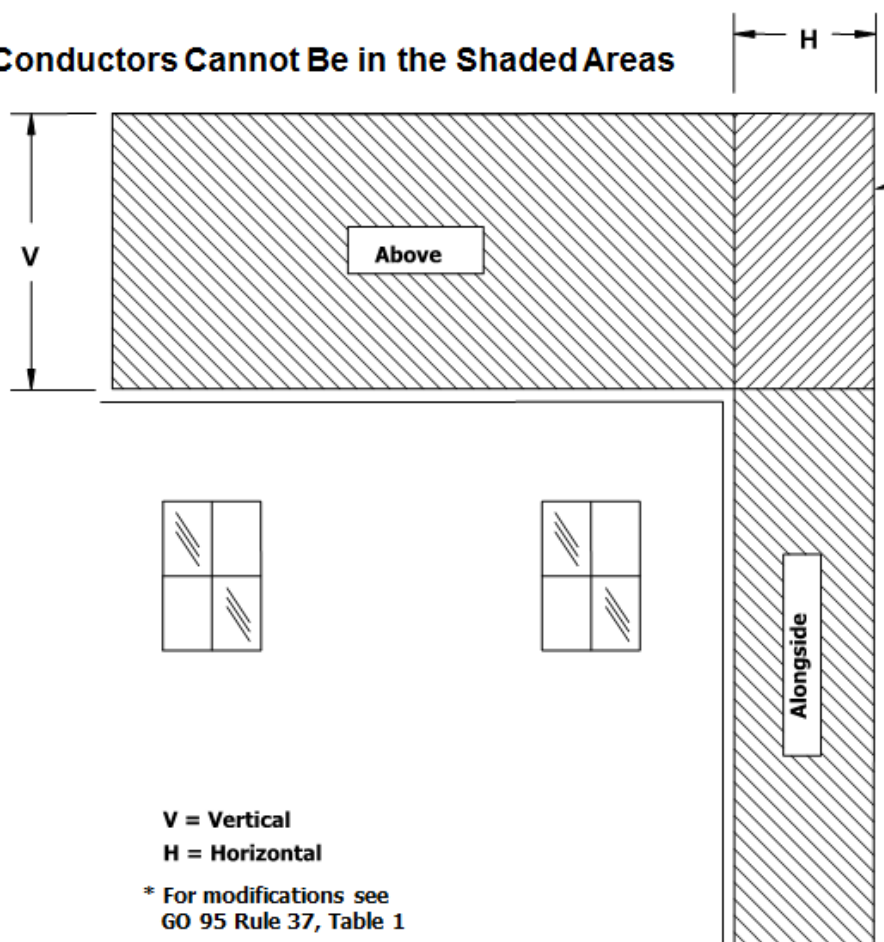 Conductors Cannot Be in the Shaded Areas
H
V
Above
Alongside
V = Vertical
H = Horizontal
* For modifications see
GO 95 Rule 37, Table 1